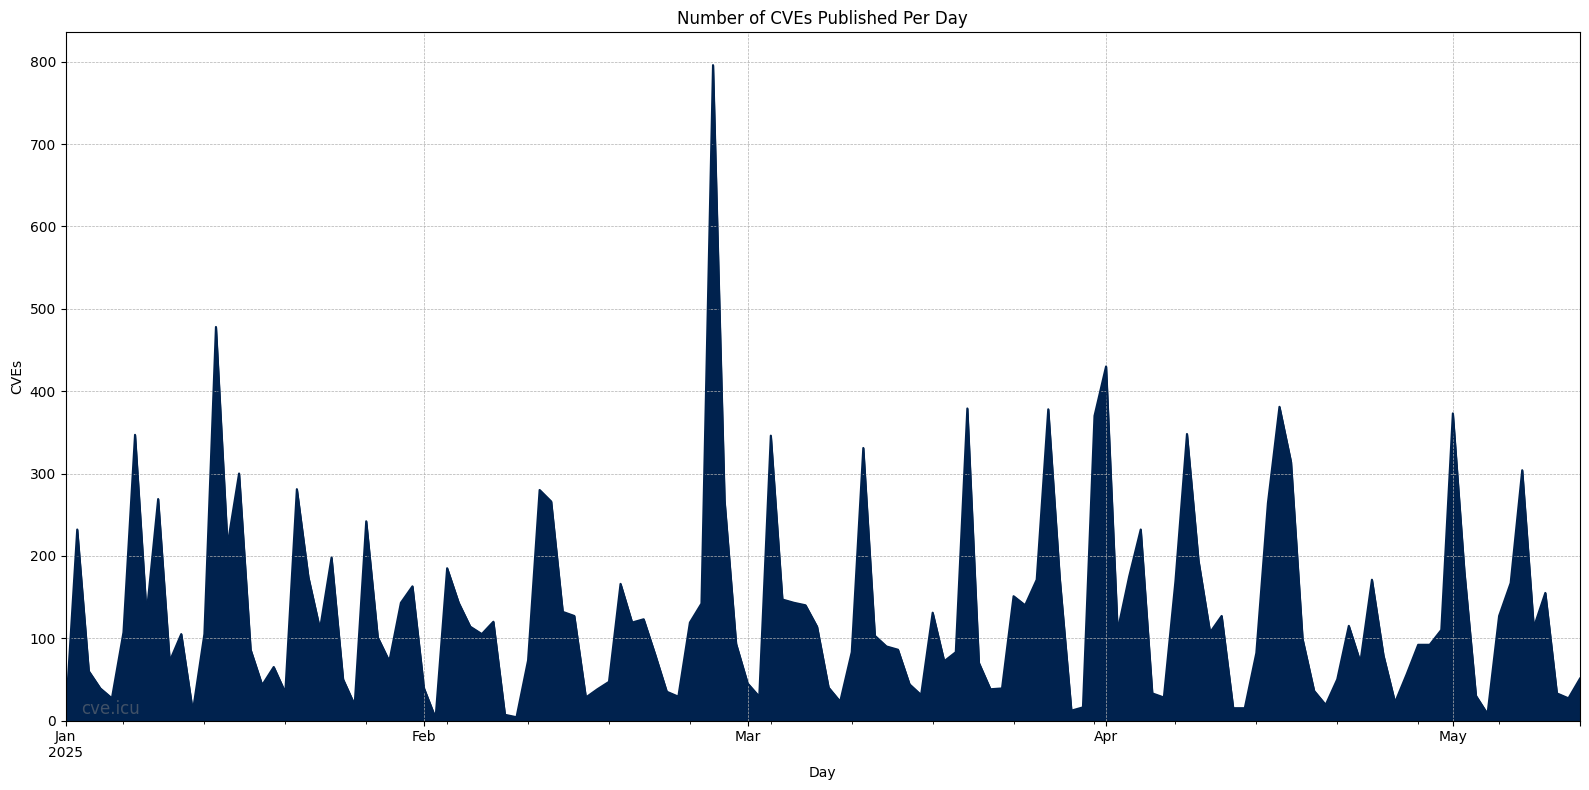 Number of CVEs Published Per Day
CVEs
800
700
600
500
400
300
200
100
0
cve.icu
Jan
2025
Feb
Mar
Apr
May
Day